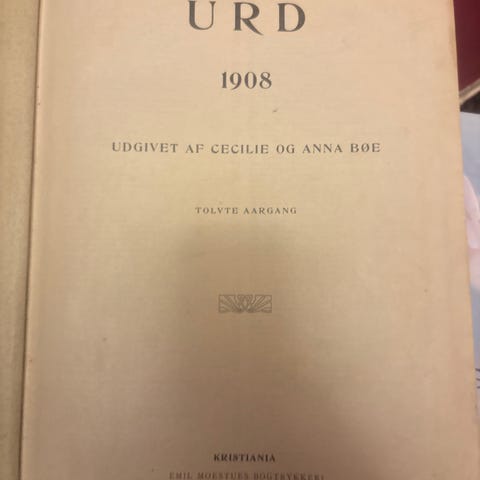 URD
1908
UDGIVET AF CECILIE OG ANNA BØE
TOLVTE AARGANG
KRISTIANIA
EMIL MOESTUES BOGTRYKKERI